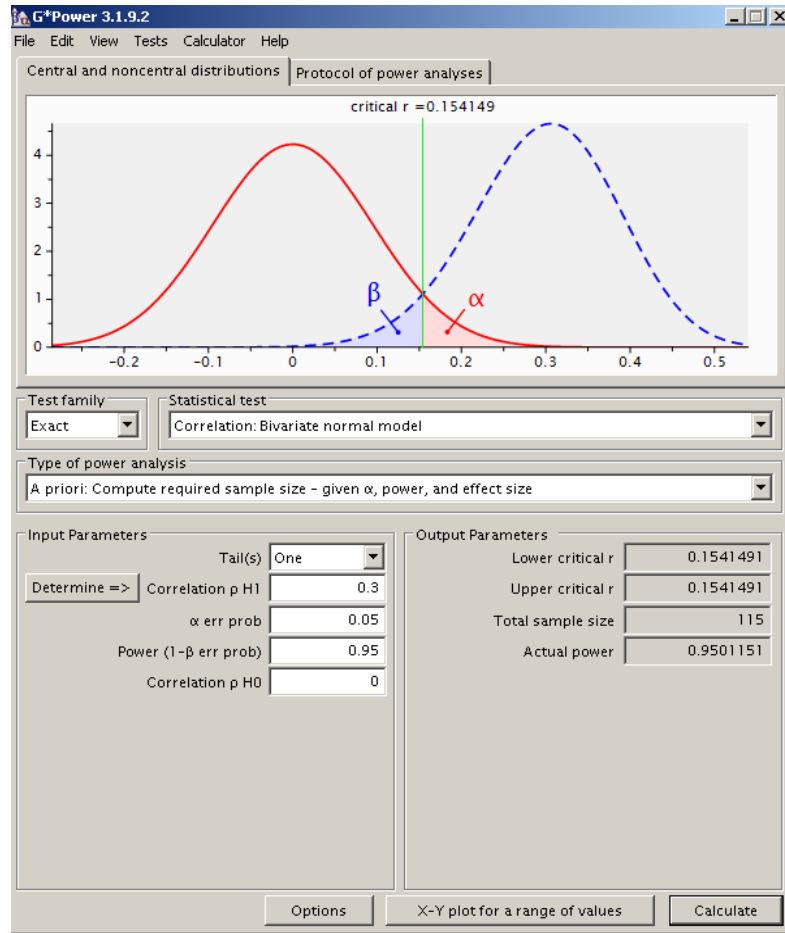 G*Power 3.1.9.2
File Edit View Tests Calculator Help
Central and noncentral distributions
Protocol of power analyses
critical r =0.154149
4
3
2
1
0
β
α
-0.2 -0.1 0 0.1 0.2 0.3 0.4 0.5
Test family
Exact
Statistical test
Correlation: Bivariate normal model
Type of power analysis
A priori: Compute required sample size - given α, power, and effect size
Input Parameters
Tail(s) One
Determine => Correlation ρ H1 0.3
α err prob 0.05
Power (1-β err prob) 0.95
Correlation ρ H0 0
Output Parameters
Lower critical r 0.1541491
Upper critical r 0.1541491
Total sample size 115
Actual power 0.9501151
Options
X-Y plot for a range of values
Calculate